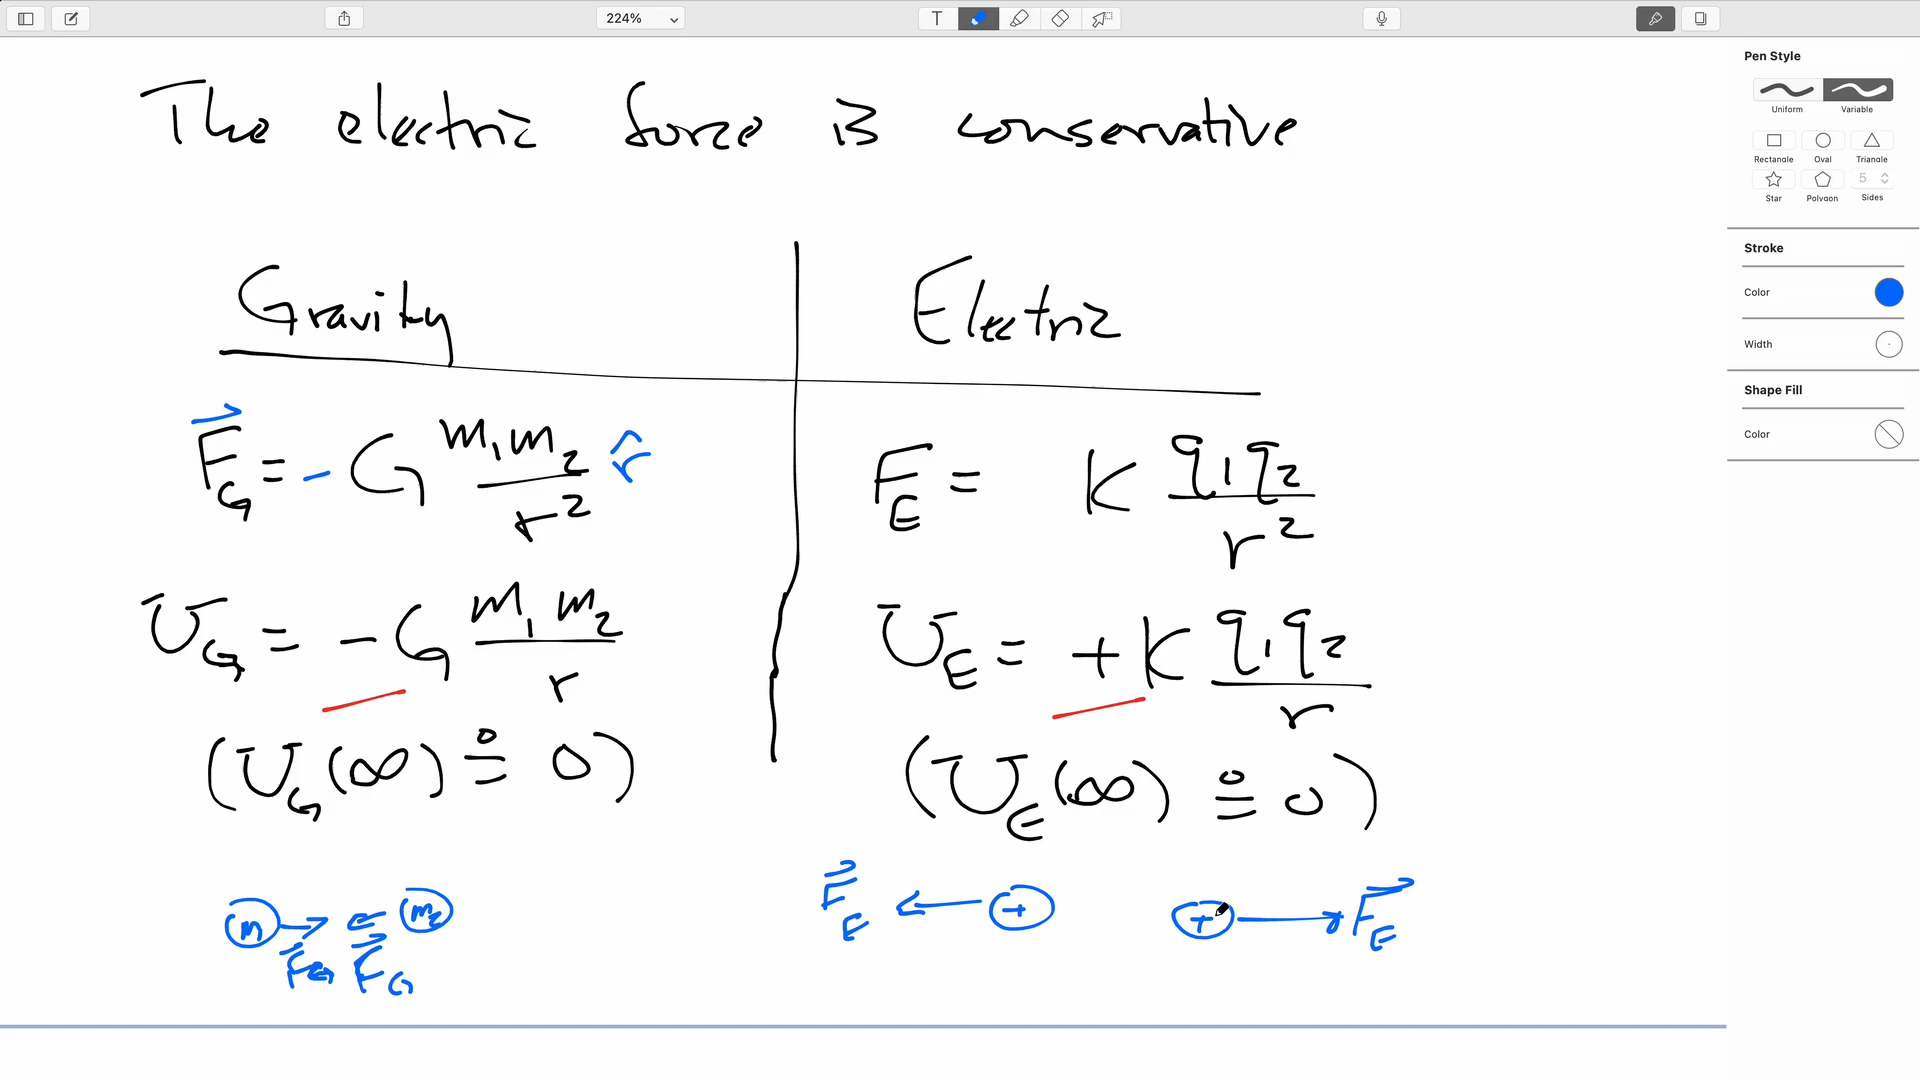 224%
T
The electric force is conservative
Gravity
Electric
F_G = - G m₁m₂ / r² r̂
F_E = K q₁q₂ / r²
U_G = - G m₁m₂ / r
U_E = + K q₁q₂ / r
(U_G(∞) ≗ 0)
(U_E(∞) ≗ 0)
m m₂
F_G F_G
F_E + + F_E
Pen Style
Uniform Variable
Rectangle Oval Triangle
5
Star Polygon Sides
Stroke
Color
Width
Shape Fill
Color